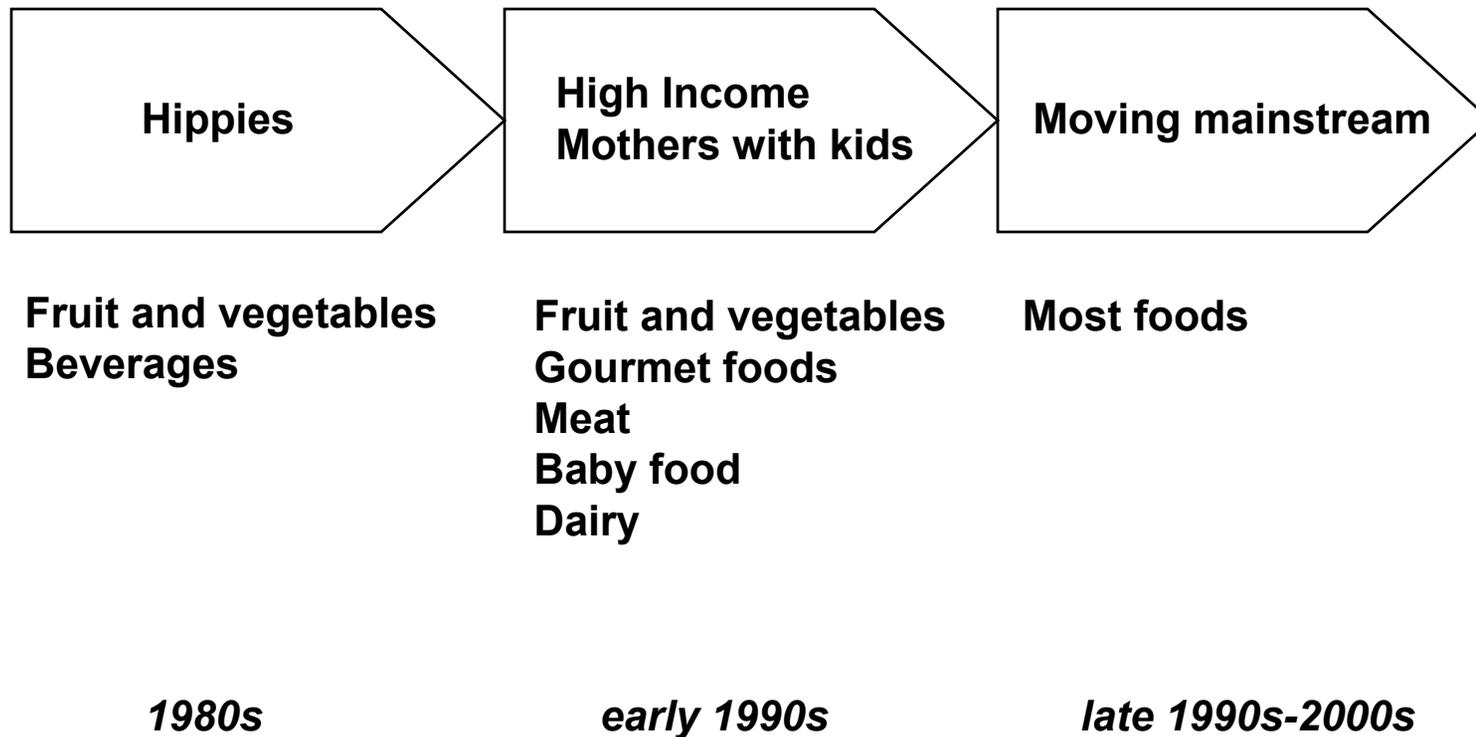 Hippies
High Income
Mothers with kids
Moving mainstream
Fruit and vegetables
Beverages
Fruit and vegetables
Gourmet foods
Meat
Baby food
Dairy
Most foods
1980s
early 1990s
late 1990s-2000s